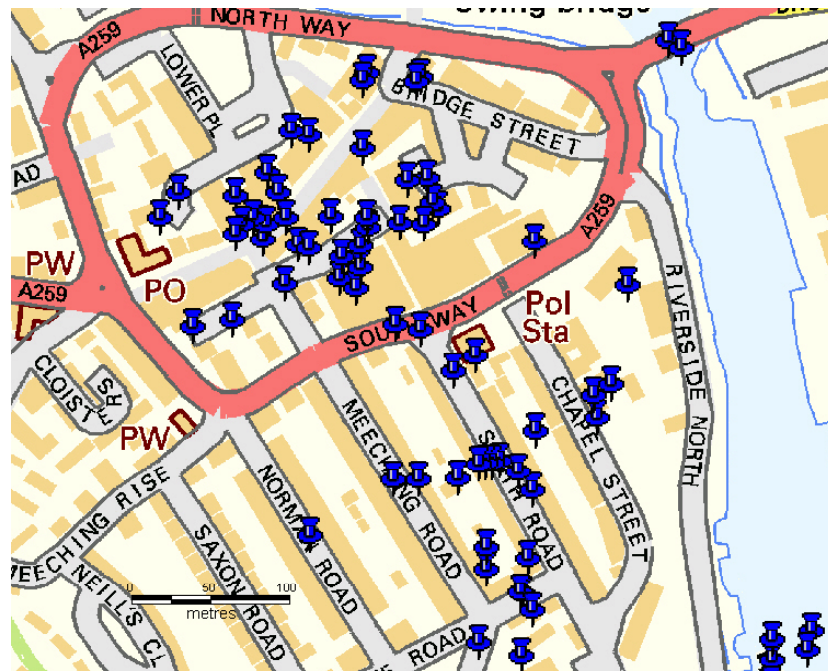 Swing Bridge
NORTH WAY
A259
LOWER PL
BRIDGE STREET
AD
A259
PW
PO
A259
RIVERSIDE NORTH
Pol
Sta
SOUTH WAY
CLOIST
ERS
CHAPEL STREET
PW
MEECHING ROAD
SOUTH ROAD
MEECHING RISE
NORMAN ROAD
SAXON ROAD
NEILLS CL
0 50 100
metres
ROAD